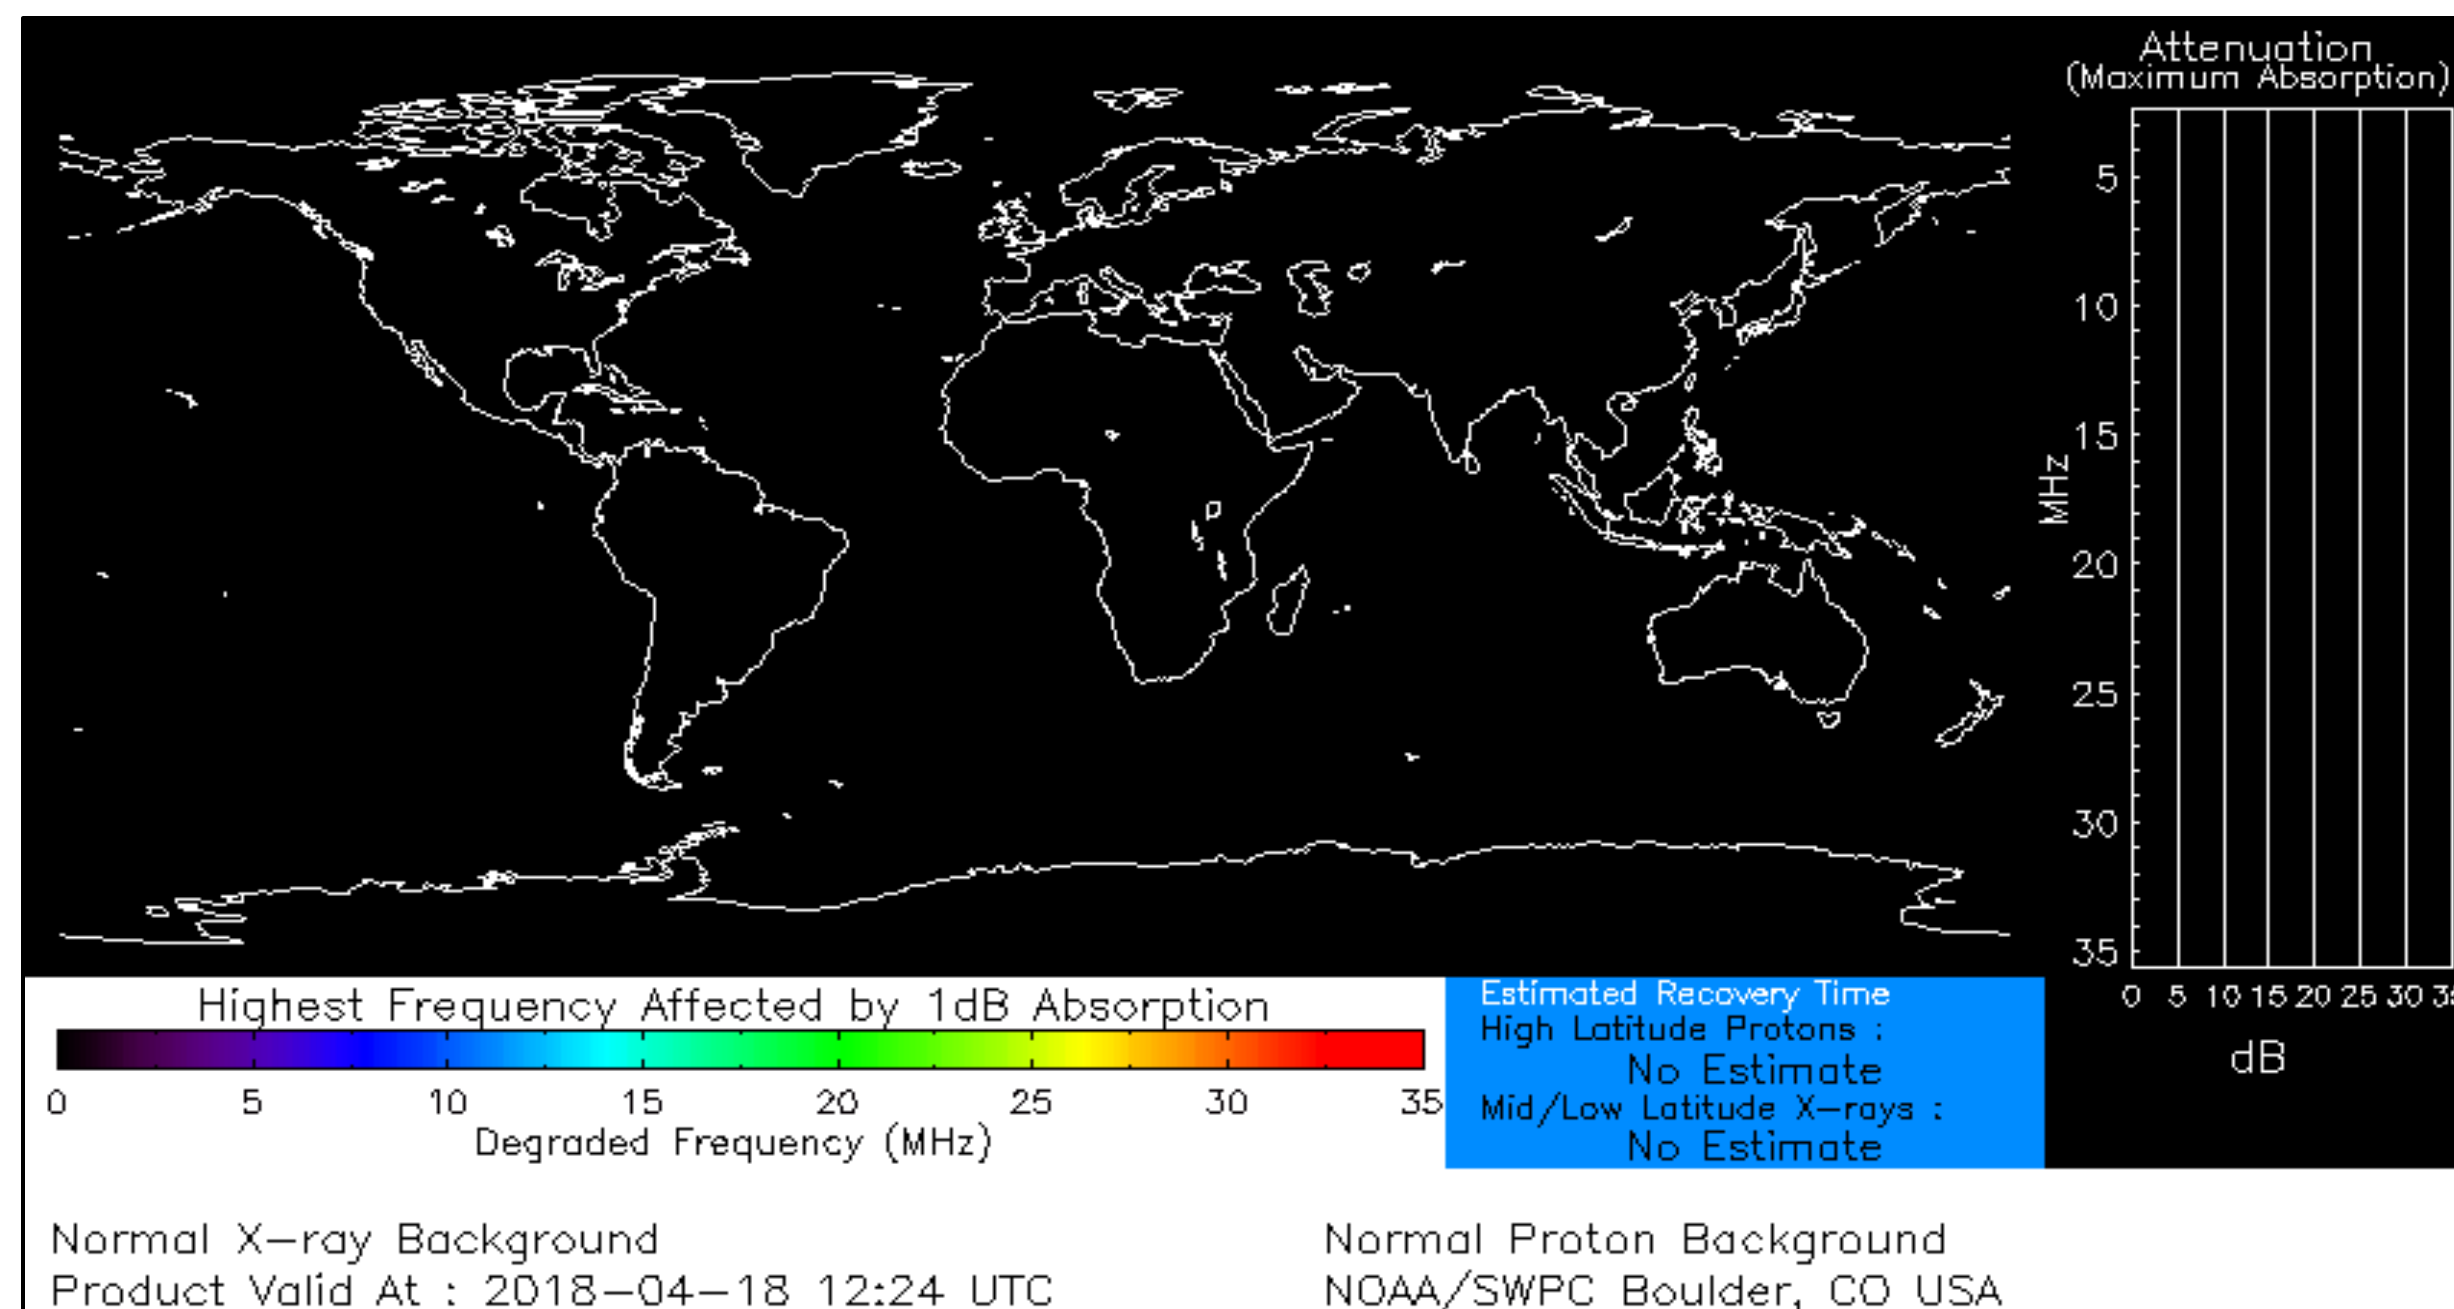 Attenuation
(Maximum Absorption)
5
10
15
20
25
30
35
MHz
0 5 10 15 20 25 30
dB
Highest Frequency Affected by 1dB Absorption
0 5 10 15 20 25 30 35
Degraded Frequency (MHz)
Estimated Recovery Time
High Latitude Protons :
No Estimate
Mid/Low Latitude X-rays :
No Estimate
Normal X-ray Background
Product Valid At : 2018-04-18 12:24 UTC
Normal Proton Background
NOAA/SWPC Boulder, CO USA